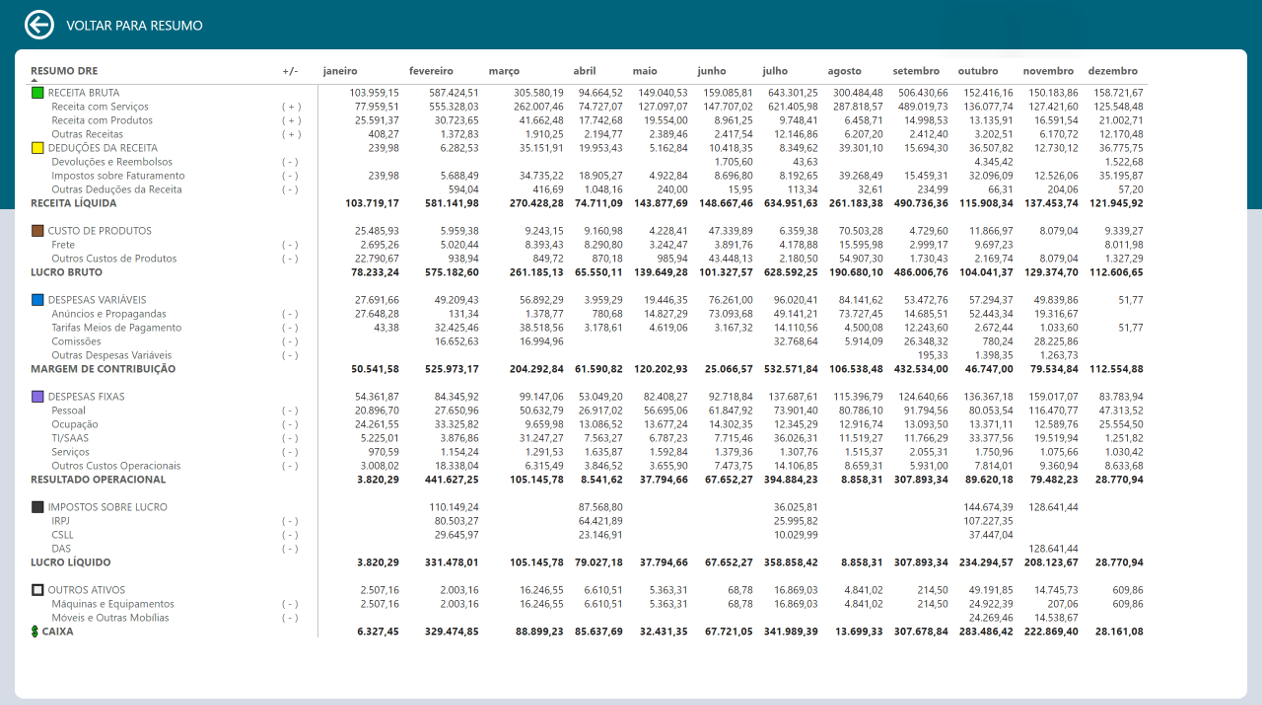 VOLTAR PARA RESUMO
RESUMO DRE +/- janeiro fevereiro março abril maio junho julho agosto setembro outubro novembro dezembro
RECEITA BRUTA 103.959,15 587.424,51 305.580,19 94.664,52 149.040,53 159.085,81 643.301,25 300.484,48 506.430,66 152.416,16 150.183,86 158.721,67
Receita com Serviços ( + ) 77.959,51 555.328,03 262.007,46 74.727,07 127.097,07 147.707,02 621.405,98 287.818,57 489.019,73 136.077,74 127.421,60 125.548,48
Receita com Produtos ( + ) 25.591,37 30.723,65 41.662,48 17.742,68 19.554,00 8.961,25 9.748,41 6.458,71 14.998,53 13.135,91 16.591,54 21.002,71
Outras Receitas ( + ) 408,27 1.372,83 1.910,25 2.194,77 2.389,46 2.417,54 12.146,86 6.207,20 2.412,40 3.202,51 6.170,72 12.170,48
DEDUÇÕES DA RECEITA 239,98 6.282,53 35.151,91 19.953,43 5.162,84 10.418,35 8.349,62 39.301,10 15.694,30 36.507,82 12.730,12 36.775,75
Devoluções e Reembolsos ( - ) 1.705,60 43,63 4.345,42 1.522,68
Impostos sobre Faturamento ( - ) 239,98 5.688,49 34.735,22 18.905,27 4.922,84 8.696,80 8.192,65 39.268,49 15.459,31 32.096,09 12.526,06 35.195,87
Outras Deduções da Receita ( - ) 594,04 416,69 1.048,16 240,00 15,95 113,34 32,61 234,99 66,31 204,06 57,20
RECEITA LÍQUIDA 103.719,17 581.141,98 270.428,28 74.711,09 143.877,69 148.667,46 634.951,63 261.183,38 490.736,36 115.908,34 137.453,74 121.945,92
CUSTO DE PRODUTOS 25.485,93 5.959,38 9.243,15 9.160,98 4.228,41 47.339,89 6.359,38 70.503,28 4.729,60 11.866,97 8.079,04 9.339,27
Frete ( - ) 2.695,26 5.020,44 8.393,43 8.290,80 3.242,47 3.891,76 4.178,88 15.595,98 2.999,17 9.697,23 8.011,98
Outros Custos de Produtos ( - ) 22.790,67 938,94 849,72 870,18 985,94 43.448,13 2.180,50 54.907,30 1.730,43 2.169,74 8.079,04 1.327,29
LUCRO BRUTO 78.233,24 575.182,60 261.185,13 65.550,11 139.649,28 101.327,57 628.592,25 190.680,10 486.006,76 104.041,37 129.374,70 112.606,65
DESPESAS VARIÁVEIS 27.691,66 49.209,43 56.892,29 3.959,29 19.446,35 76.261,00 96.020,41 84.141,62 53.472,76 57.294,37 49.839,86 51,77
Anúncios e Propagandas ( - ) 27.648,28 131,34 1.378,77 780,68 14.827,29 73.093,68 49.141,21 73.727,45 14.685,51 52.443,34 19.316,67
Tarifas Meios de Pagamento ( - ) 43,38 32.425,46 38.518,56 3.178,61 4.619,06 3.167,32 14.110,56 4.500,08 12.243,60 2.672,44 1.033,60 51,77
Comissões ( - ) 16.652,63 16.994,96 32.768,64 5.914,09 26.348,32 780,24 28.225,86
Outras Despesas Variáveis ( - ) 195,33 1.398,35 1.263,73
MARGEM DE CONTRIBUIÇÃO 50.541,58 525.973,17 204.292,84 61.590,82 120.202,93 25.066,57 532.571,84 106.538,48 432.534,00 46.747,00 79.534,84 112.554,88
DESPESAS FIXAS 54.361,87 84.345,92 99.147,06 53.049,20 82.408,27 92.718,84 137.687,61 115.396,79 124.640,66 136.367,18 159.017,07 83.783,94
Pessoal ( - ) 20.896,70 27.650,96 50.632,79 26.917,02 56.695,06 61.847,92 73.901,40 80.786,10 91.794,56 80.053,54 116.470,77 47.313,52
Ocupação ( - ) 24.261,55 33.325,82 9.659,98 13.086,52 13.677,24 14.302,35 12.345,29 12.916,74 13.093,50 13.371,11 12.589,76 25.554,50
TI/SAAS ( - ) 5.225,01 3.876,86 31.247,27 7.563,27 6.787,23 7.715,46 36.026,31 11.519,27 11.766,29 33.377,56 19.519,94 1.251,82
Serviços ( - ) 970,59 1.154,24 1.291,53 1.635,87 1.592,84 1.379,36 1.307,76 1.515,37 2.055,31 1.750,96 1.075,66 1.030,42
Outros Custos Operacionais ( - ) 3.008,02 18.338,04 6.315,49 3.846,52 3.655,90 7.473,75 14.106,85 8.659,31 5.931,00 7.814,01 9.360,94 8.633,68
RESULTADO OPERACIONAL 3.820,29 441.627,25 105.145,78 8.541,62 37.794,66 67.652,27 394.884,23 8.858,31 307.893,34 89.620,18 79.482,23 28.770,94
IMPOSTOS SOBRE LUCRO 110.149,24 87.568,80 36.025,81 144.674,39 128.641,44
IRPJ ( - ) 80.503,27 64.421,89 25.995,82 107.227,35
CSLL ( - ) 29.645,97 23.146,91 10.029,99 37.447,04
DAS ( - ) 128.641,44
LUCRO LÍQUIDO 3.820,29 331.478,01 105.145,78 79.027,18 37.794,66 67.652,27 358.858,42 8.858,31 307.893,34 234.294,57 208.123,67 28.770,94
OUTROS ATIVOS 2.507,16 2.003,16 16.246,55 6.610,51 5.363,31 68,78 16.869,03 4.841,02 214,50 49.191,85 14.745,73 609,86
Máquinas e Equipamentos ( - ) 2.507,16 2.003,16 16.246,55 6.610,51 5.363,31 68,78 16.869,03 4.841,02 214,50 24.922,39 207,06 609,86
Móveis e Outras Mobílias ( - ) 24.269,46 14.538,67
CAIXA 6.327,45 329.474,85 88.899,23 85.637,69 32.431,35 67.721,05 341.989,39 13.699,33 307.678,84 283.486,42 222.869,40 28.161,08